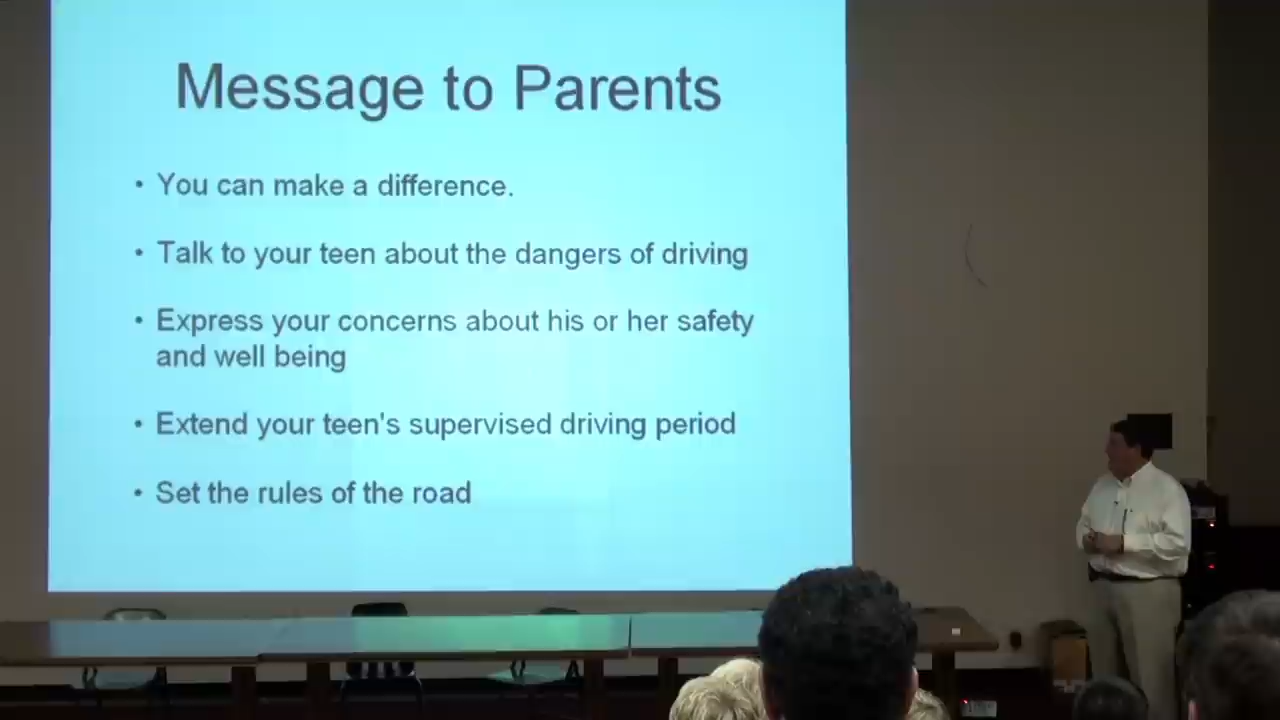 Message to Parents
• You can make a difference.
• Talk to your teen about the dangers of driving
• Express your concerns about his or her safety
and well being
• Extend your teen's supervised driving period
• Set the rules of the road